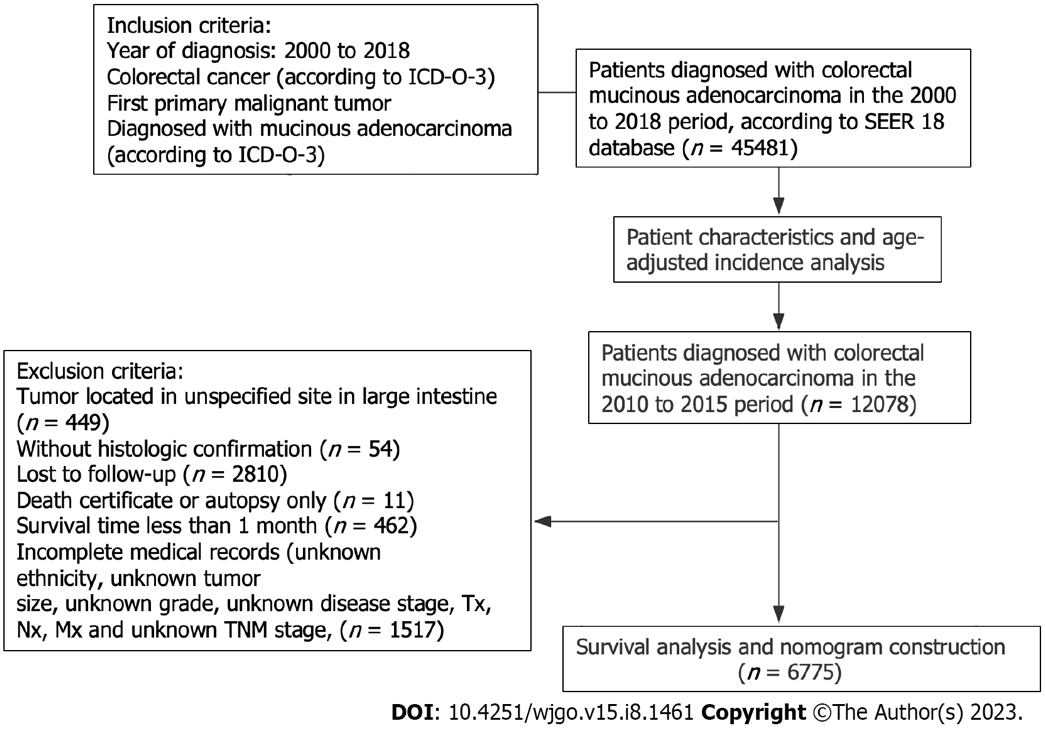 Inclusion criteria:
Year of diagnosis: 2000 to 2018
Colorectal cancer (according to ICD-O-3)
First primary malignant tumor
Diagnosed with mucinous adenocarcinoma
(according to ICD-O-3)
Patients diagnosed with colorectal
mucinous adenocarcinoma in the 2000
to 2018 period, according to SEER 18
database (n = 45481)
Patient characteristics and age-
adjusted incidence analysis
Patients diagnosed with colorectal
mucinous adenocarcinoma in the
2010 to 2015 period (n = 12078)
Exclusion criteria:
Tumor located in unspecified site in large intestine
(n = 449)
Without histologic confirmation (n = 54)
Lost to follow-up (n = 2810)
Death certificate or autopsy only (n = 11)
Survival time less than 1 month (n = 462)
Incomplete medical records (unknown
ethnicity, unknown tumor
size, unknown grade, unknown disease stage, Tx,
Nx, Mx and unknown TNM stage, (n = 1517)
Survival analysis and nomogram construction
(n = 6775)
DOI: 10.4251/wjgo.v15.i8.1461 Copyright ©The Author(s) 2023.